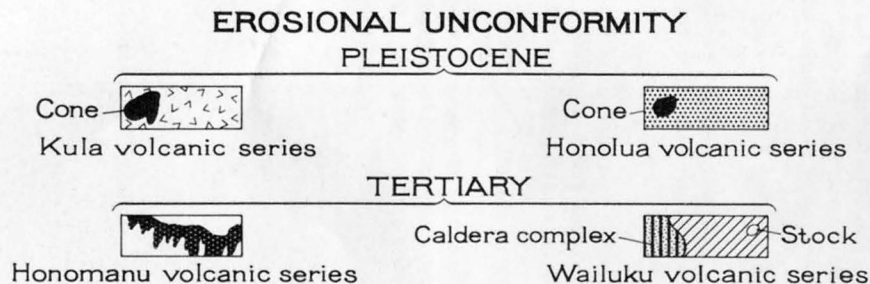 EROSIONAL UNCONFORMITY
PLEISTOCENE
Cone
Kula volcanic series
Cone
Honolua volcanic series
TERTIARY
Honomanu volcanic series
Caldera complex
Stock
Wailuku volcanic series